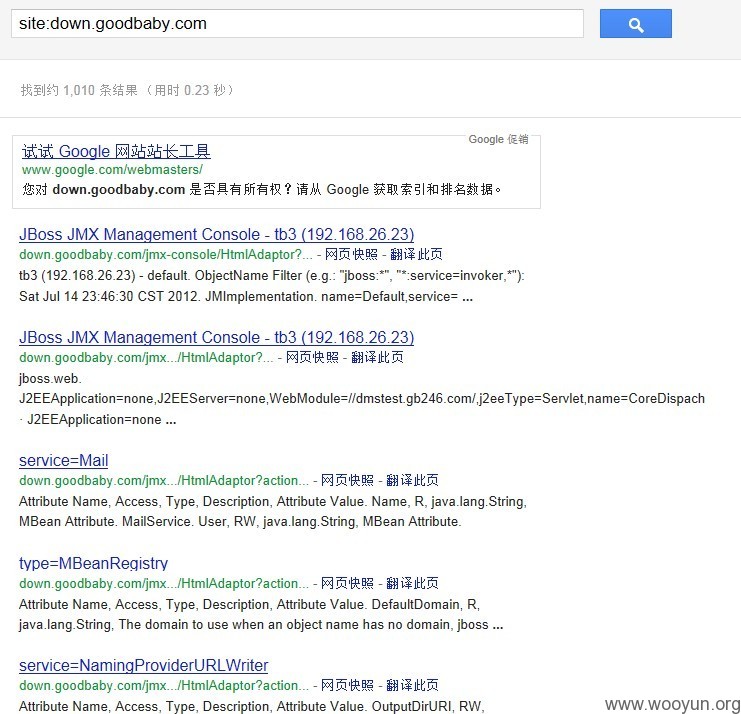 site:down.goodbaby.com
找到约 1,010 条结果 （用时 0.23 秒）
Google 促销
试试 Google 网站站长工具
www.google.com/webmasters/
您对 down.goodbaby.com 是否具有所有权？请从 Google 获取索引和排名数据。
JBoss JMX Management Console - tb3 (192.168.26.23)
down.goodbaby.com/jmx-console/HtmlAdaptor?... - 网页快照 - 翻译此页
tb3 (192.168.26.23) - default. ObjectName Filter (e.g.: "jboss:*", "*:service=invoker,*"):
Sat Jul 14 23:46:30 CST 2012. JMImplementation. name=Default,service= ...
JBoss JMX Management Console - tb3 (192.168.26.23)
down.goodbaby.com/jmx.../HtmlAdaptor?... - 网页快照 - 翻译此页
jboss.web.
J2EEApplication=none,J2EEServer=none,WebModule=//dmstest.gb246.com/,j2eeType=Servlet,name=CoreDispach
· J2EEApplication=none ...
service=Mail
down.goodbaby.com/jmx.../HtmlAdaptor?action... - 网页快照 - 翻译此页
Attribute Name, Access, Type, Description, Attribute Value. Name, R, java.lang.String,
MBean Attribute. MailService. User, RW, java.lang.String, MBean Attribute.
type=MBeanRegistry
down.goodbaby.com/jmx.../HtmlAdaptor?action... - 网页快照 - 翻译此页
Attribute Name, Access, Type, Description, Attribute Value. DefaultDomain, R,
java.lang.String, The domain to use when an object name has no domain, jboss ...
service=NamingProviderURLWriter
down.goodbaby.com/jmx.../HtmlAdaptor?action... - 网页快照 - 翻译此页
Attribute Name, Access, Type, Description, Attribute Value. OutputDirURI, RW,
www.wooyun.org